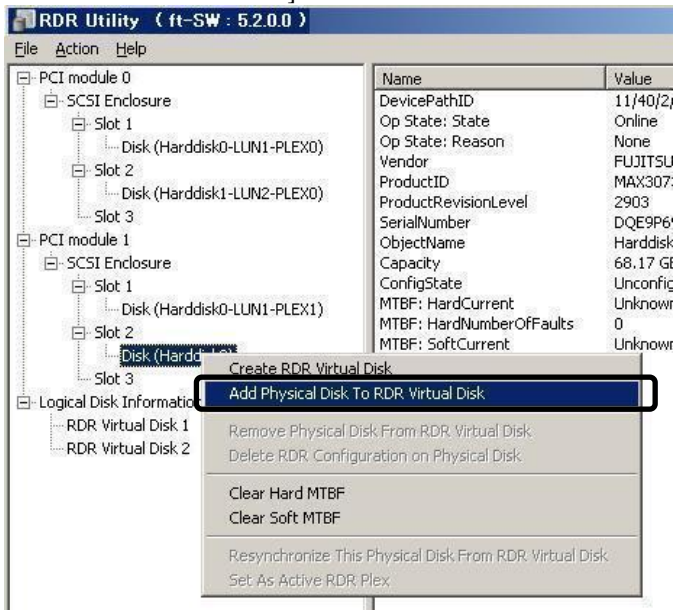 RDR Utility ( ft-SW : 5.2.0.0 )
File Action Help
PCI module 0
SCSI Enclosure
Slot 1
Disk (Harddisk0-LUN1-PLEX0)
Slot 2
Disk (Harddisk1-LUN2-PLEX0)
Slot 3
PCI module 1
SCSI Enclosure
Slot 1
Disk (Harddisk0-LUN1-PLEX1)
Slot 2
Disk (Hardd
Slot 3
Logical Disk Information
RDR Virtual Disk 1
RDR Virtual Disk 2
Name Value
DevicePathID 11/40/2/
Op State: State Online
Op State: Reason None
Vendor FUJITSU
ProductID MAX307
ProductRevisionLevel 2903
SerialNumber DQE9P6
ObjectName Harddisk
Capacity 68.17 GB
ConfigState Unconfig
MTBF: HardCurrent Unknown
MTBF: HardNumberOfFaults 0
MTBF: SoftCurrent Unknown
Create RDR Virtual Disk
Add Physical Disk To RDR Virtual Disk
Remove Physical Disk From RDR Virtual Disk
Delete RDR Configuration on Physical Disk
Clear Hard MTBF
Clear Soft MTBF
Resynchronize This Physical Disk From RDR Virtual Disk
Set As Active RDR Plex